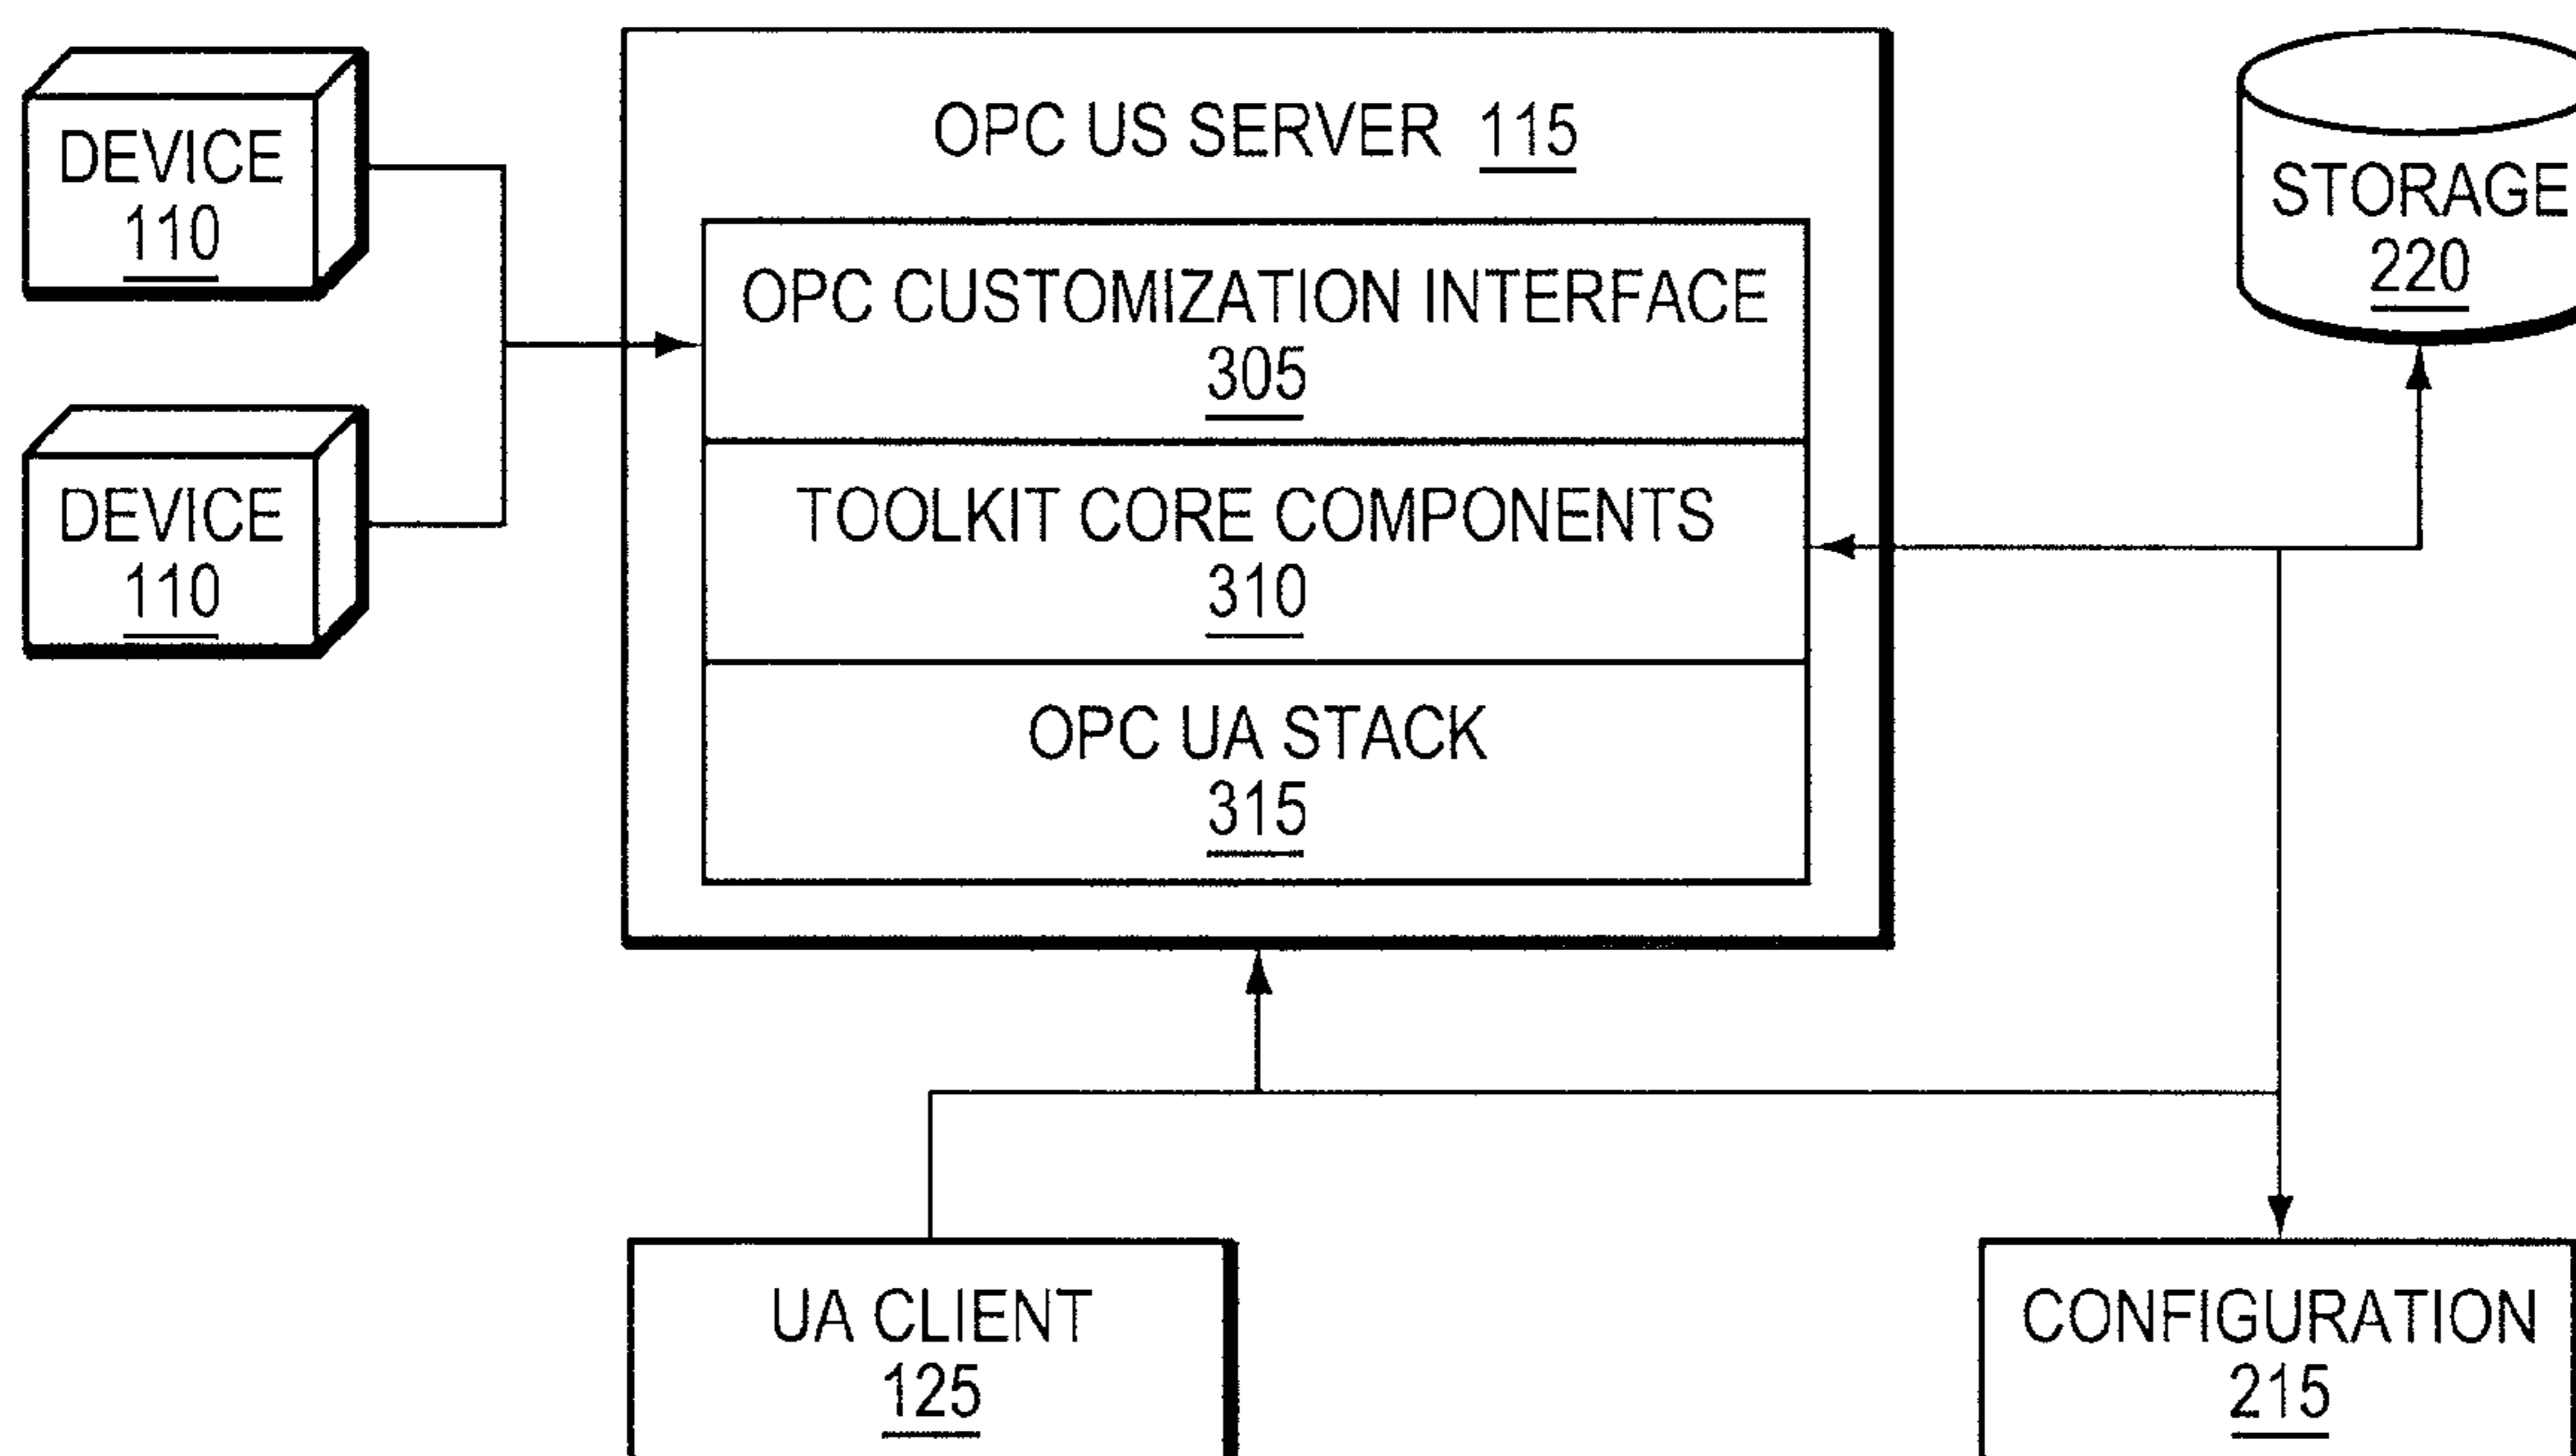 DEVICE
110
DEVICE
110
OPC US SERVER 115
OPC CUSTOMIZATION INTERFACE
305
TOOLKIT CORE COMPONENTS
310
OPC UA STACK
315
STORAGE
220
UA CLIENT
125
CONFIGURATION
215